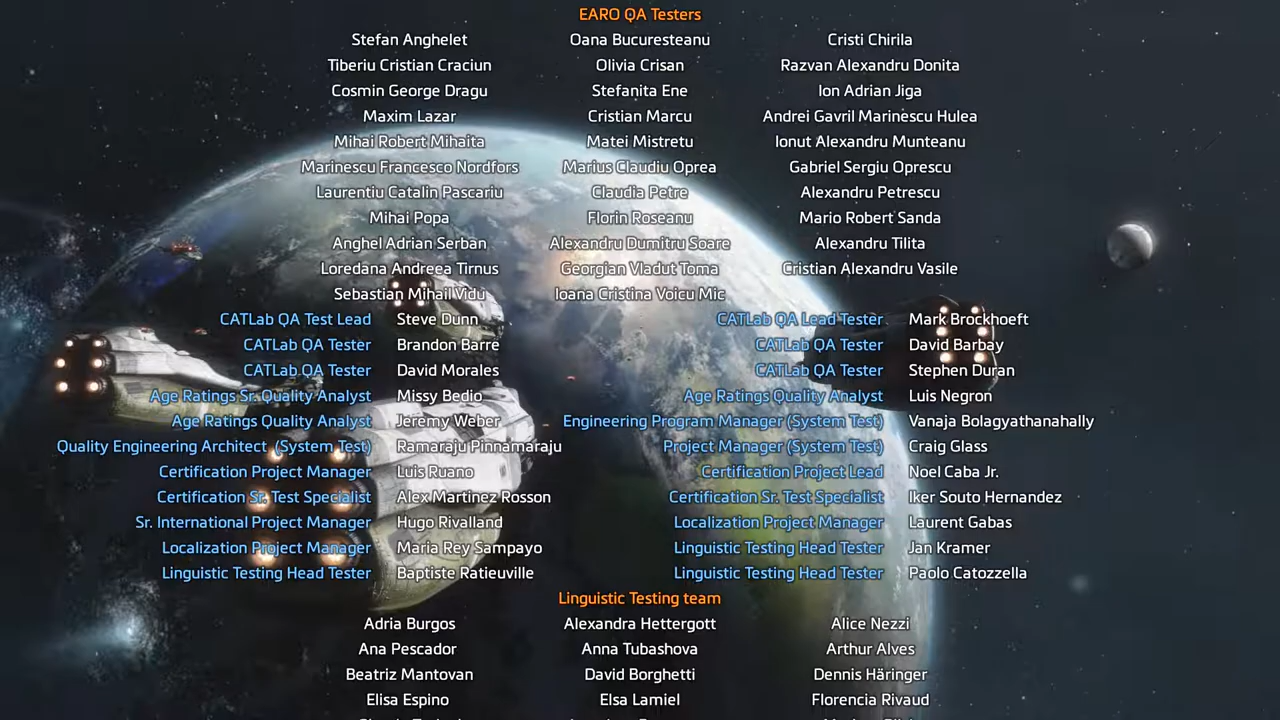 EARO QA Testers
Stefan Anghelet Oana Bucuresteanu Cristi Chirila
Tiberiu Cristian Craciun Olivia Crisan Razvan Alexandru Donita
Cosmin George Dragu Stefanita Ene Ion Adrian Jiga
Maxim Lazar Cristian Marcu Andrei Gavril Marinescu Hulea
Mihai Robert Mihaita Matei Mistretu Ionut Alexandru Munteanu
Marinescu Francesco Nordfors Marius Claudiu Oprea Gabriel Sergiu Oprescu
Laurentiu Catalin Pascariu Claudia Petre Alexandru Petrescu
Mihai Popa Florin Roseanu Mario Robert Sanda
Anghel Adrian Serban Alexandru Dumitru Soare Alexandru Tilita
Loredana Andreea Tirnus Georgian Vladut Toma Cristian Alexandru Vasile
Sebastian Mihail Vidu Ioana Cristina Voicu Mic
CATLab QA Test Lead Steve Dunn CATLab QA Lead Tester Mark Brockhoeft
CATLab QA Tester Brandon Barre CATLab QA Tester David Barbay
CATLab QA Tester David Morales CATLab QA Tester Stephen Duran
Age Ratings Sr. Quality Analyst Missy Bedio Age Ratings Quality Analyst Luis Negron
Age Ratings Quality Analyst Jeremy Weber Engineering Program Manager (System Test) Vanaja Bolagyathanahally
Quality Engineering Architect (System Test) Ramaraju Pinnamaraju Project Manager (System Test) Craig Glass
Certification Project Manager Luis Ruano Certification Project Lead Noel Caba Jr.
Certification Sr. Test Specialist Alex Martinez Rosson Certification Sr. Test Specialist Iker Souto Hernandez
Sr. International Project Manager Hugo Rivalland Localization Project Manager Laurent Gabas
Localization Project Manager Maria Rey Sampayo Linguistic Testing Head Tester Jan Kramer
Linguistic Testing Head Tester Baptiste Ratieuville Linguistic Testing Head Tester Paolo Catozzella
Linguistic Testing team
Adria Burgos Alexandra Hettergott Alice Nezzi
Ana Pescador Anna Tubashova Arthur Alves
Beatriz Mantovan David Borghetti Dennis Häringer
Elisa Espino Elsa Lamiel Florencia Rivaud